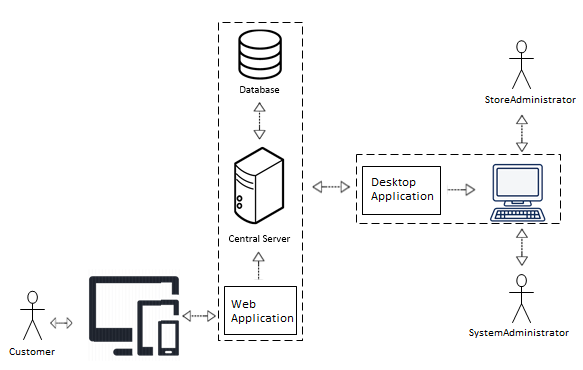 Database
StoreAdministrator
Desktop
Application
Central Server
Web
Application
SystemAdministrator
Customer